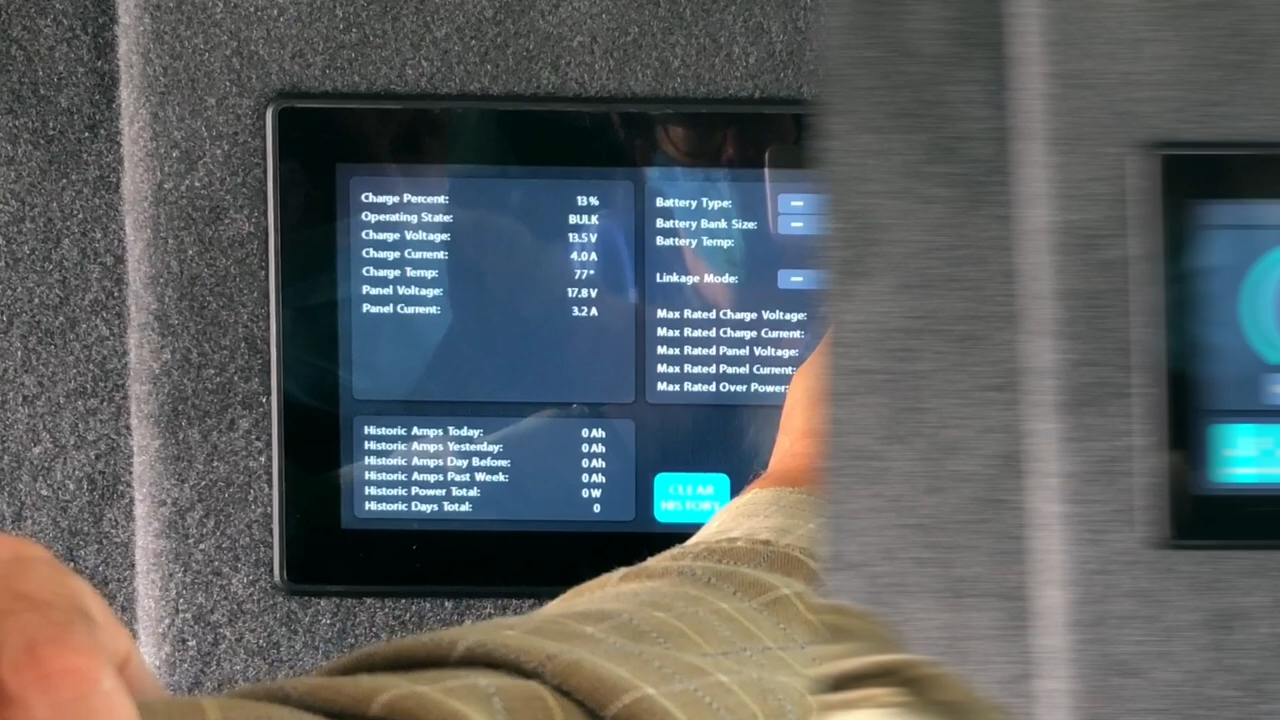 Charge Percent: 13 %
Operating State: BULK
Charge Voltage: 13.5 V
Charge Current: 4.0 A
Charge Temp: 77°
Panel Voltage: 17.8 V
Panel Current: 3.2 A
Battery Type: –
Battery Bank Size: –
Battery Temp:
Linkage Mode: –
Max Rated Charge Voltage:
Max Rated Charge Current:
Max Rated Panel Voltage:
Max Rated Panel Current:
Max Rated Over Power:
Historic Amps Today: 0 Ah
Historic Amps Yesterday: 0 Ah
Historic Amps Day Before: 0 Ah
Historic Amps Past Week: 0 Ah
Historic Power Total: 0 W
Historic Days Total: 0
CLEAR
HISTORY